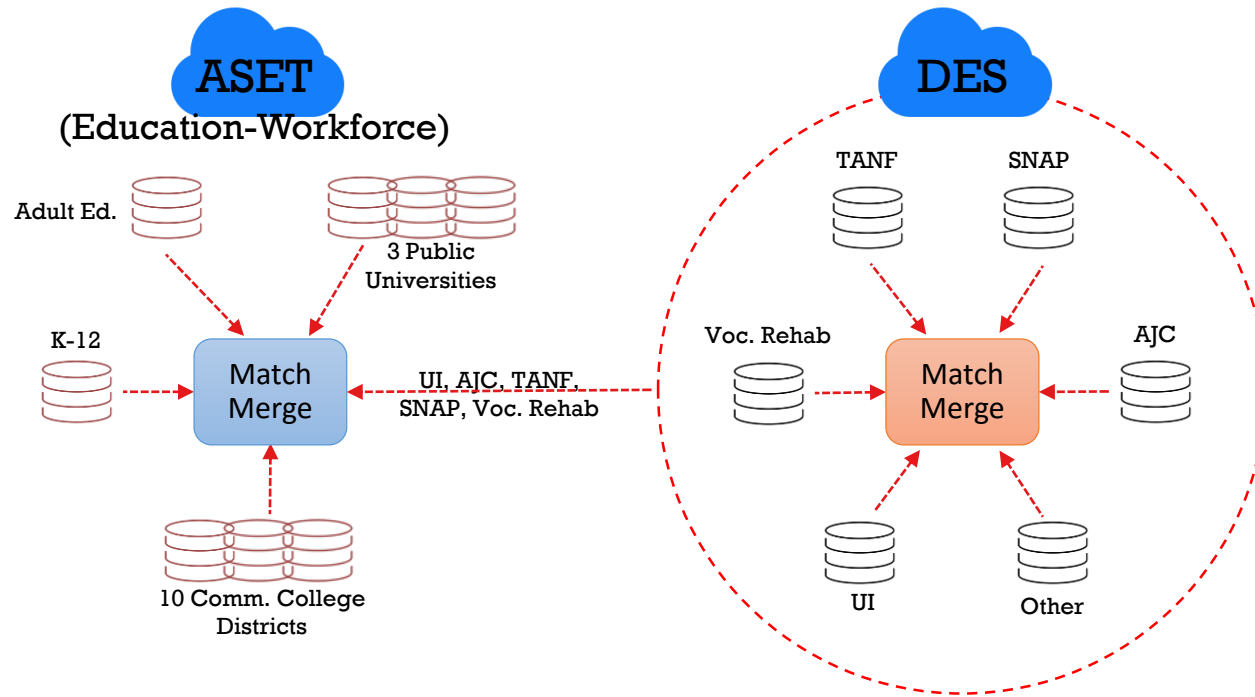 ASET
(Education-Workforce)
Adult Ed.
3 Public
Universities
K-12
Match
Merge
UI, AJC, TANF,
SNAP, Voc. Rehab
10 Comm. College
Districts
DES
TANF
SNAP
Voc. Rehab
AJC
Match
Merge
UI
Other